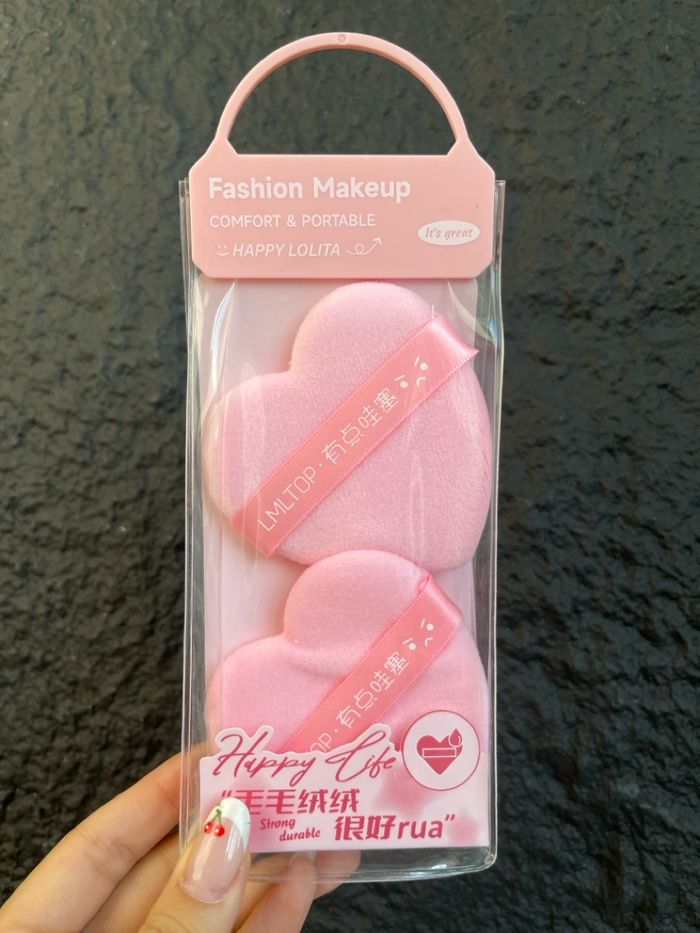 Fashion Makeup
COMFORT & PORTABLE
HAPPY LOLITA
It's great
LMLTOP·有点哇塞
OP·有点哇塞
Happy Life
“毛毛绒绒
Strong
durable
很好rua”